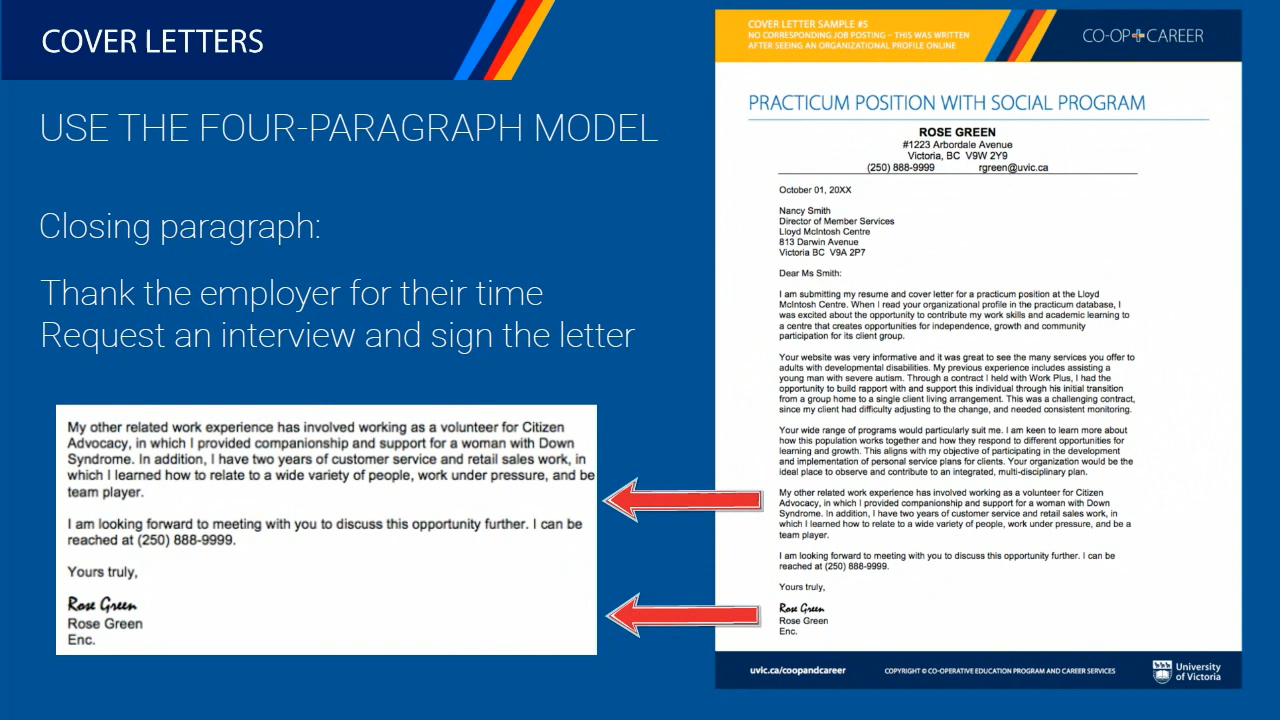 COVER LETTERS
USE THE FOUR-PARAGRAPH MODEL
Closing paragraph:
Thank the employer for their time
Request an interview and sign the letter
My other related work experience has involved working as a volunteer for Citizen
Advocacy, in which I provided companionship and support for a woman with Down
Syndrome. In addition, I have two years of customer service and retail sales work, in
which I learned how to relate to a wide variety of people, work under pressure, and be
team player.
I am looking forward to meeting with you to discuss this opportunity further. I can be
reached at (250) 888-9999.
Yours truly,
Rose Green
Rose Green
Enc.
COVER LETTER SAMPLE #5
NO CORRESPONDING JOB POSTING – THIS WAS WRITTEN
AFTER SEEING AN ORGANIZATIONAL PROFILE ONLINE
CO-OP+CAREER
PRACTICUM POSITION WITH SOCIAL PROGRAM
ROSE GREEN
#1223 Arbordale Avenue
Victoria, BC V9W 2Y9
(250) 888-9999 rgreen@uvic.ca
October 01, 20XX
Nancy Smith
Director of Member Services
Lloyd McIntosh Centre
813 Darwin Avenue
Victoria BC V9A 2P7
Dear Ms Smith:
I am submitting my resume and cover letter for a practicum position at the Lloyd
McIntosh Centre. When I read your organizational profile in the practicum database, I
was excited about the opportunity to contribute my work skills and academic learning to
a centre that creates opportunities for independence, growth and community
participation for its client group.
Your website was very informative and it was great to see the many services you offer to
adults with developmental disabilities. My previous experience includes assisting a
young man with severe autism. Through a contract I held with Work Plus, I had the
opportunity to build rapport with and support this individual through his initial transition
from a group home to a single client living arrangement. This was a challenging contract,
since my client had difficulty adjusting to the change, and needed consistent monitoring.
Your wide range of programs would particularly suit me. I am keen to learn more about
how this population works together and how they respond to different opportunities for
learning and growth. This aligns with my objective of participating in the development
and implementation of personal service plans for clients. Your organization would be the
ideal place to observe and contribute to an integrated, multi-disciplinary plan.
My other related work experience has involved working as a volunteer for Citizen
Advocacy, in which I provided companionship and support for a woman with Down
Syndrome. In addition, I have two years of customer service and retail sales work, in
which I learned how to relate to a wide variety of people, work under pressure, and be a
team player.
I am looking forward to meeting with you to discuss this opportunity further. I can be
reached at (250) 888-9999.
Yours truly,
Rose Green
Rose Green
Enc.
uvic.ca/coopandcareer
COPYRIGHT © CO-OPERATIVE EDUCATION PROGRAM AND CAREER SERVICES
University
of Victoria